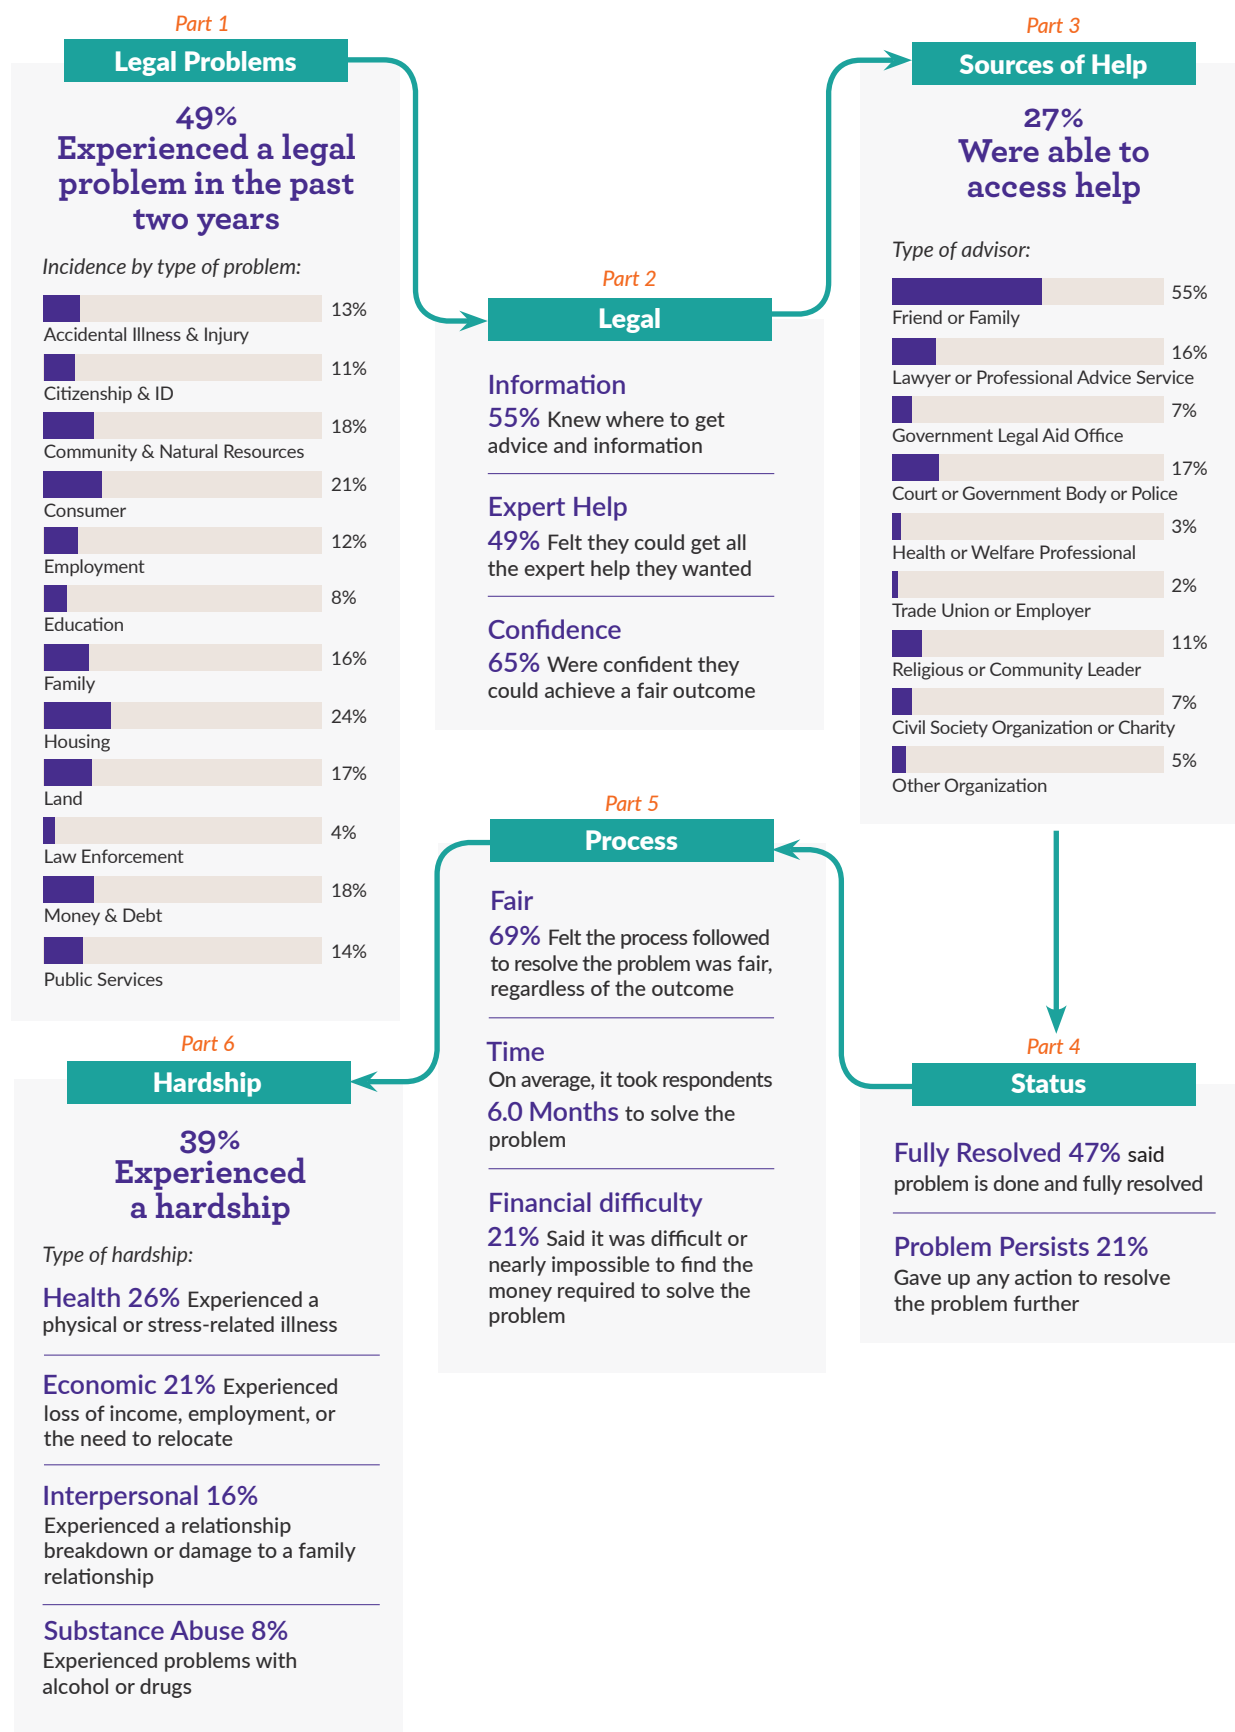 Part 1
Legal Problems
49%
Experienced a legal
problem in the past
two years
Incidence by type of problem:
13%
Accidental Illness & Injury
11%
Citizenship & ID
18%
Community & Natural Resources
21%
Consumer
12%
Employment
8%
Education
16%
Family
24%
Housing
17%
Land
4%
Law Enforcement
18%
Money & Debt
14%
Public Services
Part 2
Legal
Information
55% Knew where to get
advice and information
Expert Help
49% Felt they could get all
the expert help they wanted
Confidence
65% Were confident they
could achieve a fair outcome
Part 3
Sources of Help
27%
Were able to
access help
Type of advisor:
55%
Friend or Family
16%
Lawyer or Professional Advice Service
7%
Government Legal Aid Office
17%
Court or Government Body or Police
3%
Health or Welfare Professional
2%
Trade Union or Employer
11%
Religious or Community Leader
7%
Civil Society Organization or Charity
5%
Other Organization
Part 4
Status
Fully Resolved 47% said
problem is done and fully resolved
Problem Persists 21%
Gave up any action to resolve
the problem further
Part 5
Process
Fair
69% Felt the process followed
to resolve the problem was fair,
regardless of the outcome
Time
On average, it took respondents
6.0 Months to solve the
problem
Financial difficulty
21% Said it was difficult or
nearly impossible to find the
money required to solve the
problem
Part 6
Hardship
39%
Experienced
a hardship
Type of hardship:
Health 26% Experienced a
physical or stress-related illness
Economic 21% Experienced
loss of income, employment, or
the need to relocate
Interpersonal 16%
Experienced a relationship
breakdown or damage to a family
relationship
Substance Abuse 8%
Experienced problems with
alcohol or drugs